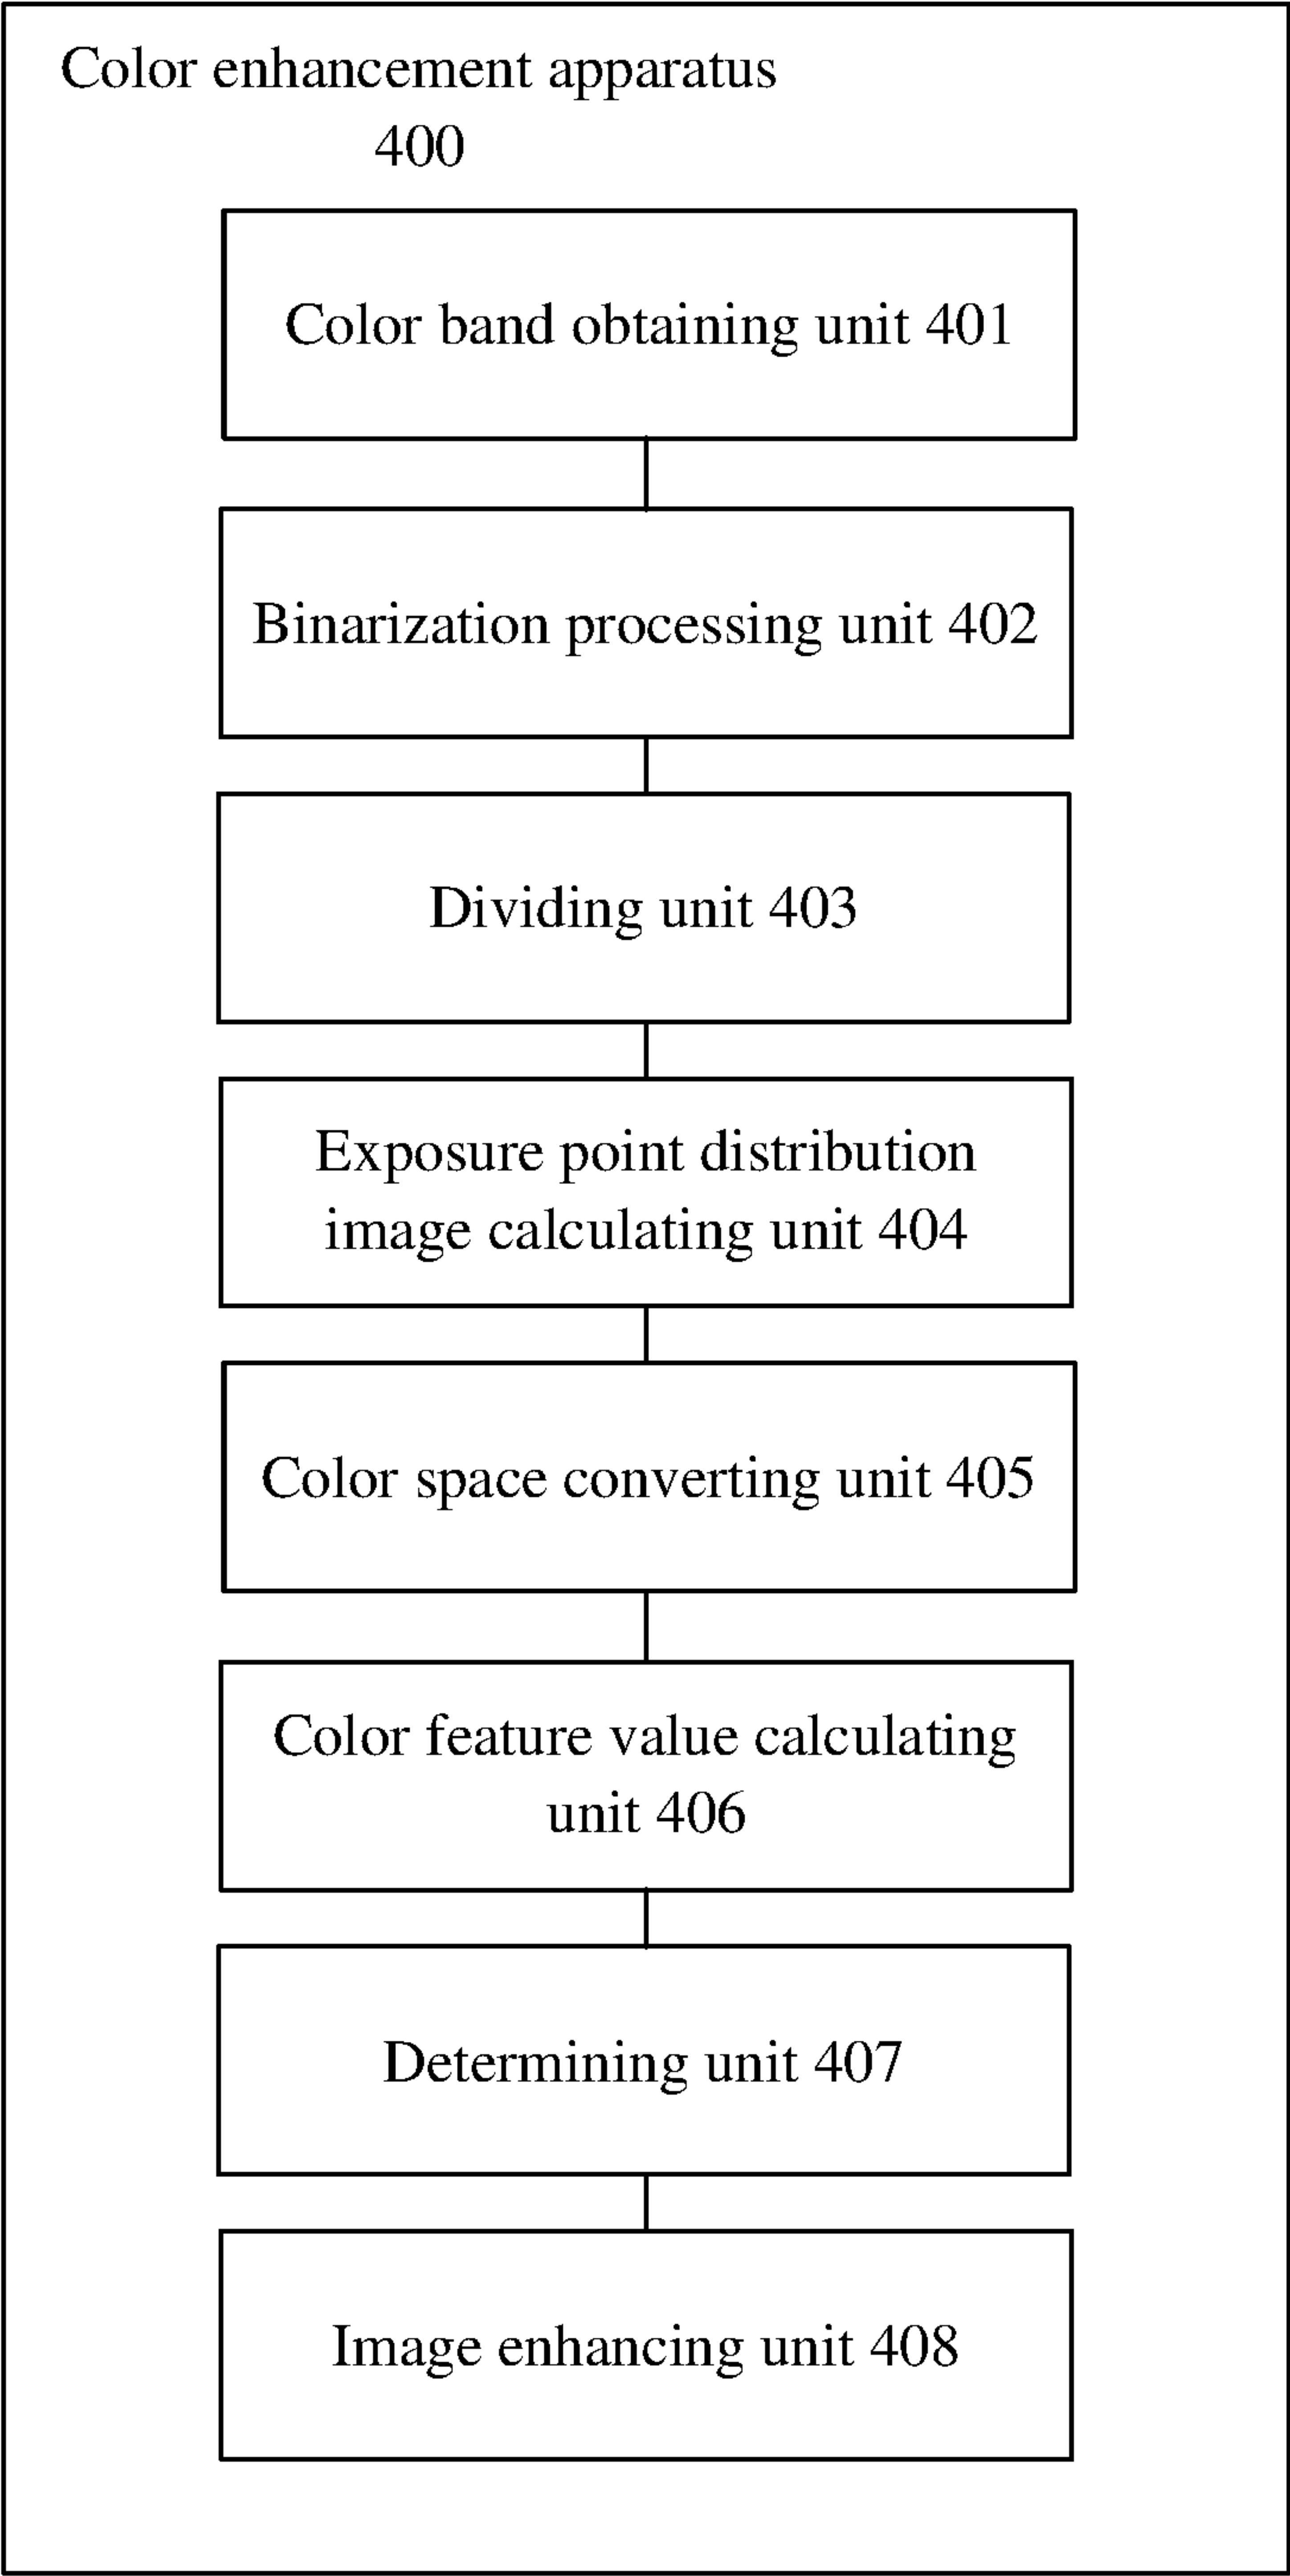 Color enhancement apparatus
400
Color band obtaining unit 401
Binarization processing unit 402
Dividing unit 403
Exposure point distribution
image calculating unit 404
Color space converting unit 405
Color feature value calculating
unit 406
Determining unit 407
Image enhancing unit 408